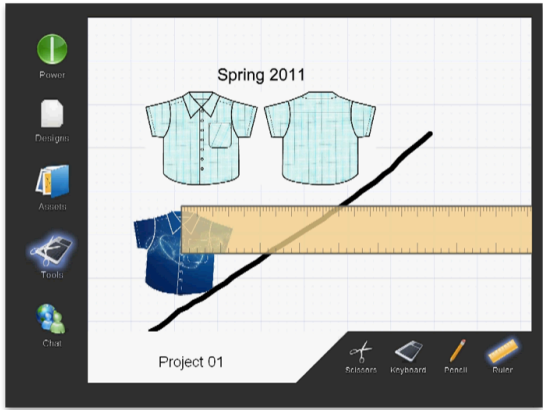 Power
Designs
Assets
Tools
Chat
Spring 2011
Project 01
Scissors
Keyboard
Pencil
Ruler